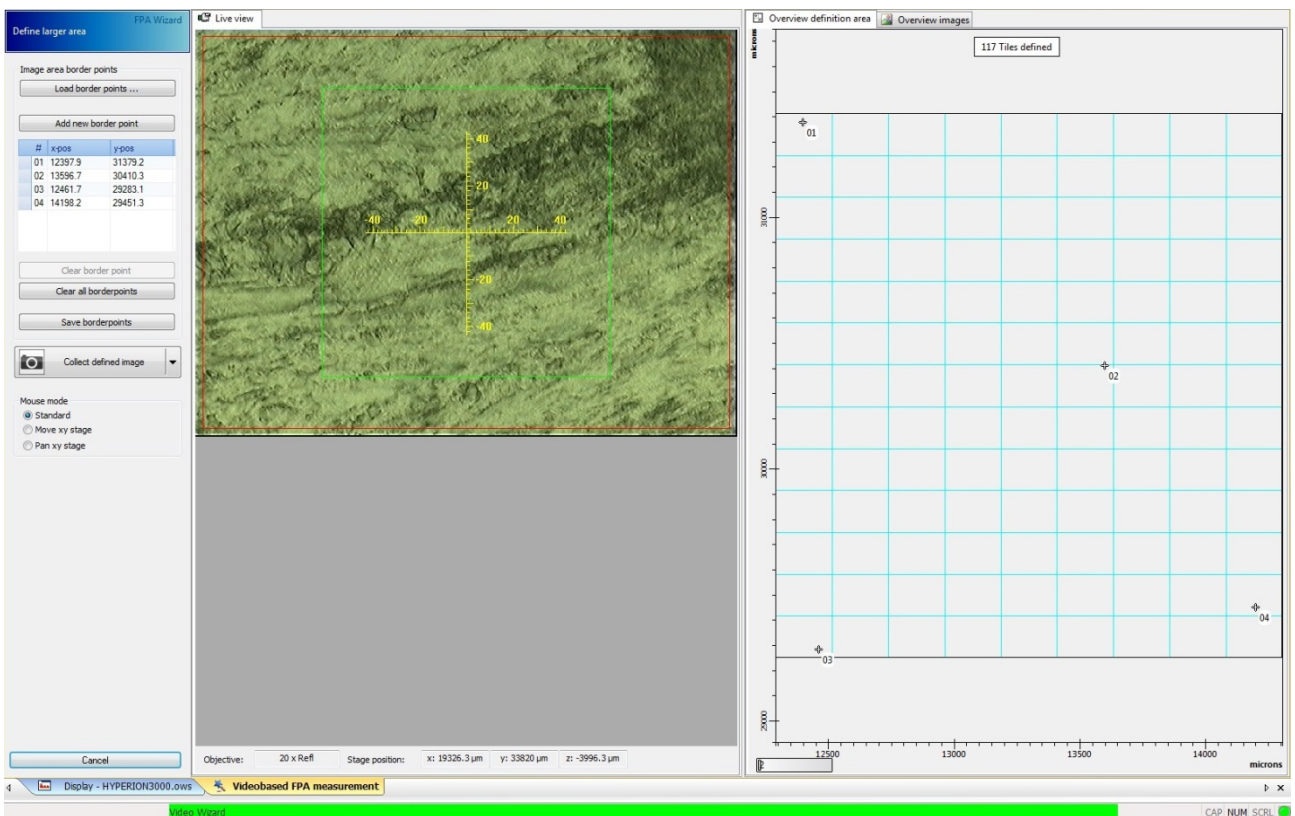 FPA Wizard
Define larger area
Image area border points
Load border points ...
Add new border point
# x-pos y-pos
01 12397.9 31379.2
02 13596.7 30410.3
03 12461.7 29283.1
04 14198.2 29451.3
Clear border point
Clear all borderpoints
Save borderpoints
Collect defined image
Mouse mode
Standard
Move xy stage
Pan xy stage
Cancel
Live view
40
20
-40 -20 20 40
-20
-40
Objective: 20 x Refl Stage position: x: 19326.3 µm y: 33820 µm z: -3996.3 µm
Overview definition area Overview images
microns
117 Tiles defined
01
31000
02
30000
04
03
29000
12500 13000 13500 14000
microns
Display - HYPERION3000.ows Videobased FPA measurement
Video Wizard
CAP NUM SCRL